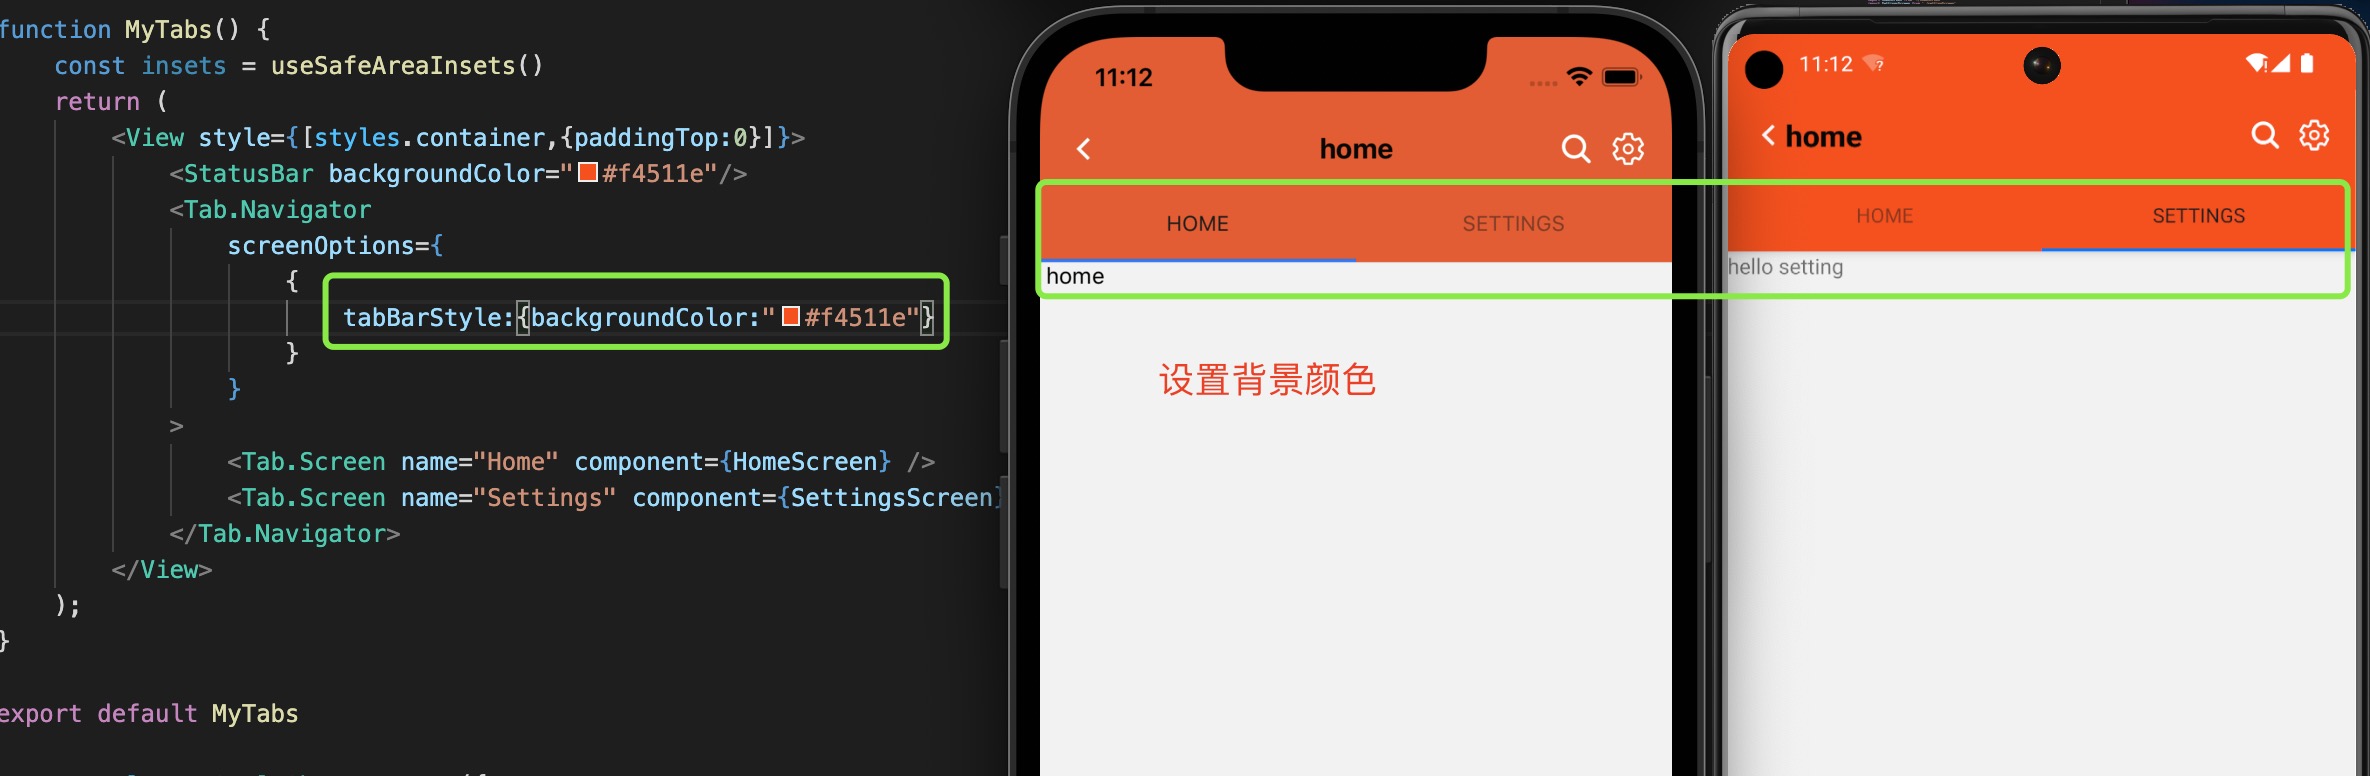 function MyTabs() {
const insets = useSafeAreaInsets()
return (
<View style={[styles.container,{paddingTop:0}]}>
<StatusBar backgroundColor="#f4511e"/>
<Tab.Navigator
screenOptions={
{
tabBarStyle:{backgroundColor:"#f4511e"}
}
}
>
<Tab.Screen name="Home" component={HomeScreen} />
<Tab.Screen name="Settings" component={SettingsScreen}
</Tab.Navigator>
</View>
);
}
export default MyTabs
11:12
home
HOME SETTINGS
home
设置背景颜色
11:12
home
HOME SETTINGS
hello setting